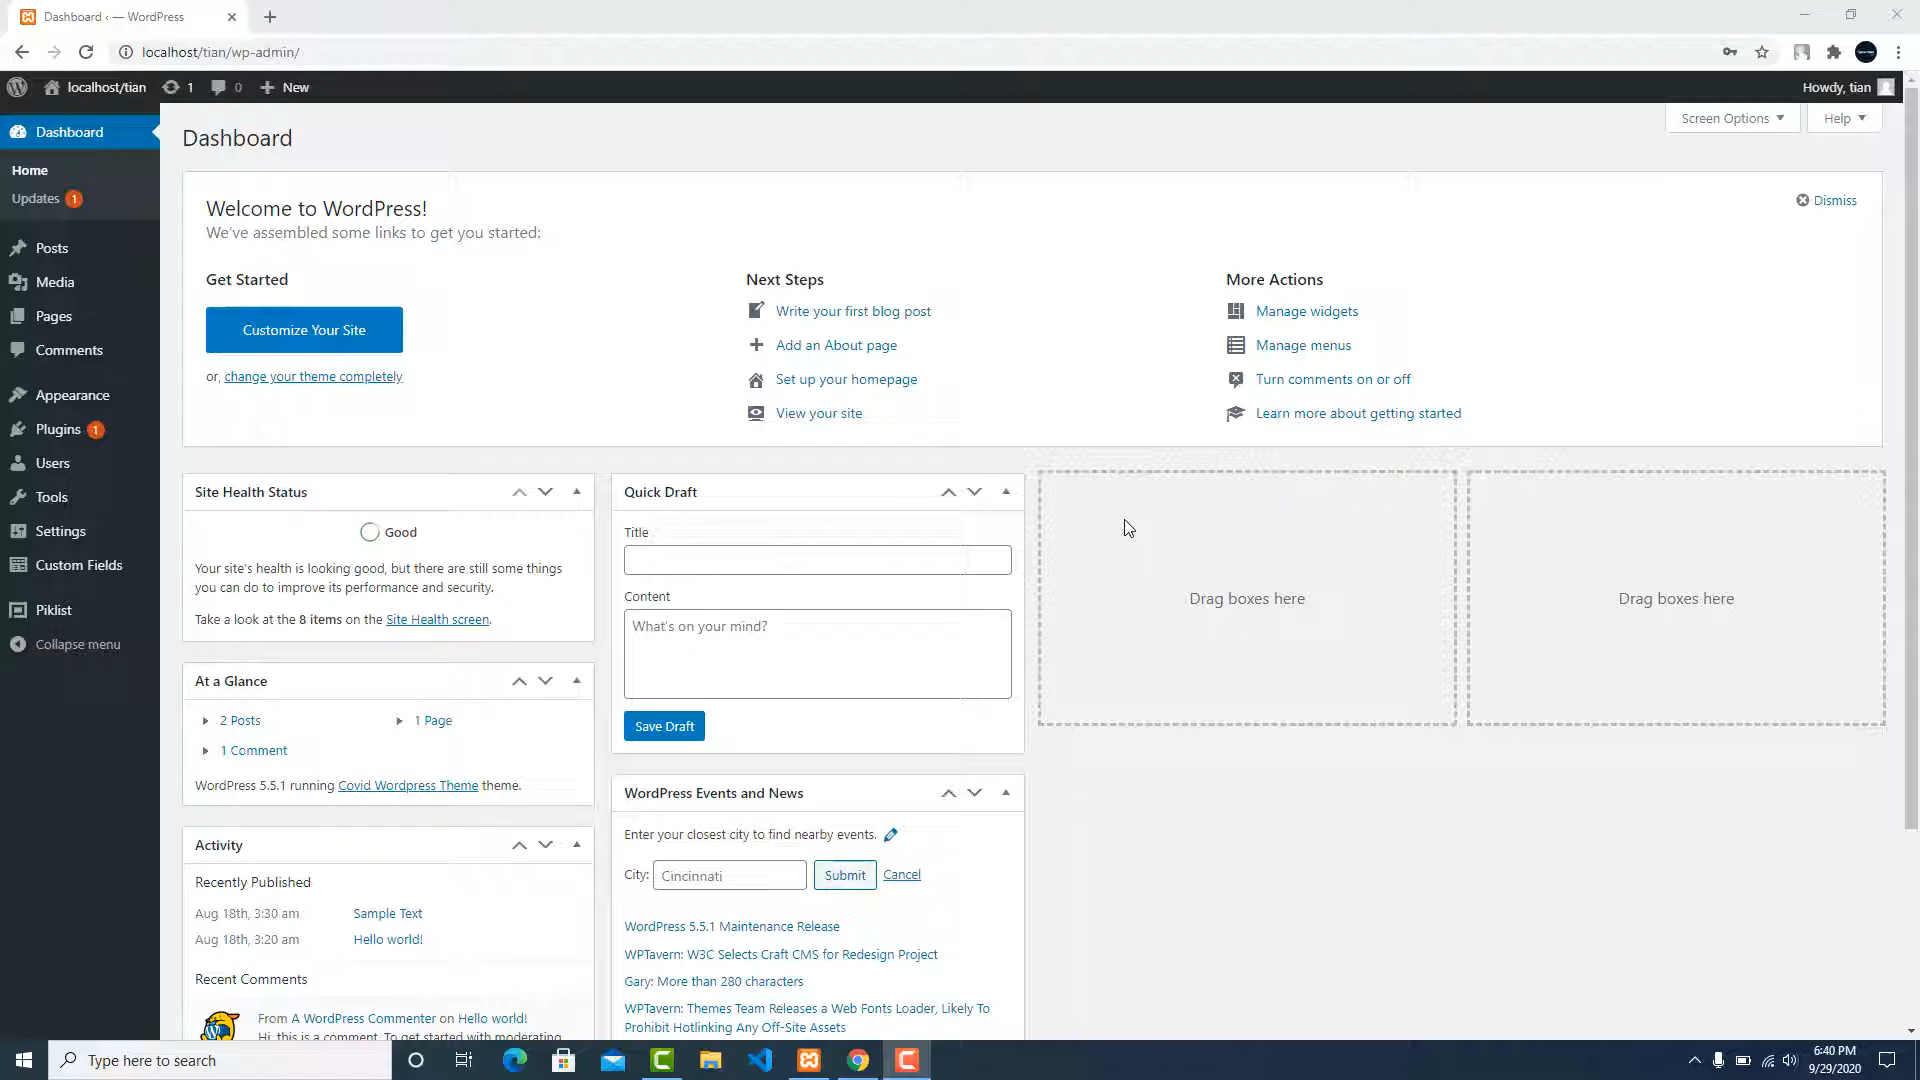 Dashboard ‹ — WordPress
localhost/tian/wp-admin/
localhost/tian
1
0
New
Howdy, tian
Dashboard
Home
Updates 1
Posts
Media
Pages
Comments
Appearance
Plugins 1
Users
Tools
Settings
Custom Fields
Piklist
Collapse menu
Dashboard
Screen Options
Help
Welcome to WordPress!
We've assembled some links to get you started:
Dismiss
Get Started
Customize Your Site
or, change your theme completely
Next Steps
Write your first blog post
Add an About page
Set up your homepage
View your site
More Actions
Manage widgets
Manage menus
Turn comments on or off
Learn more about getting started
Site Health Status
Good
Your site's health is looking good, but there are still some things
you can do to improve its performance and security.
Take a look at the 8 items on the Site Health screen.
At a Glance
2 Posts
1 Page
1 Comment
WordPress 5.5.1 running Covid Wordpress Theme theme.
Activity
Recently Published
Aug 18th, 3:30 am Sample Text
Aug 18th, 3:20 am Hello world!
Recent Comments
From A WordPress Commenter on Hello world!
Hi, this is a comment. To get started with moderating,
Quick Draft
Title
Content
What's on your mind?
Save Draft
WordPress Events and News
Enter your closest city to find nearby events.
City: Cincinnati Submit Cancel
WordPress 5.5.1 Maintenance Release
WPTavern: W3C Selects Craft CMS for Redesign Project
Gary: More than 280 characters
WPTavern: Themes Team Releases a Web Fonts Loader, Likely To
Prohibit Hotlinking Any Off-Site Assets
Drag boxes here
Drag boxes here
Type here to search
6:40 PM
9/29/2020